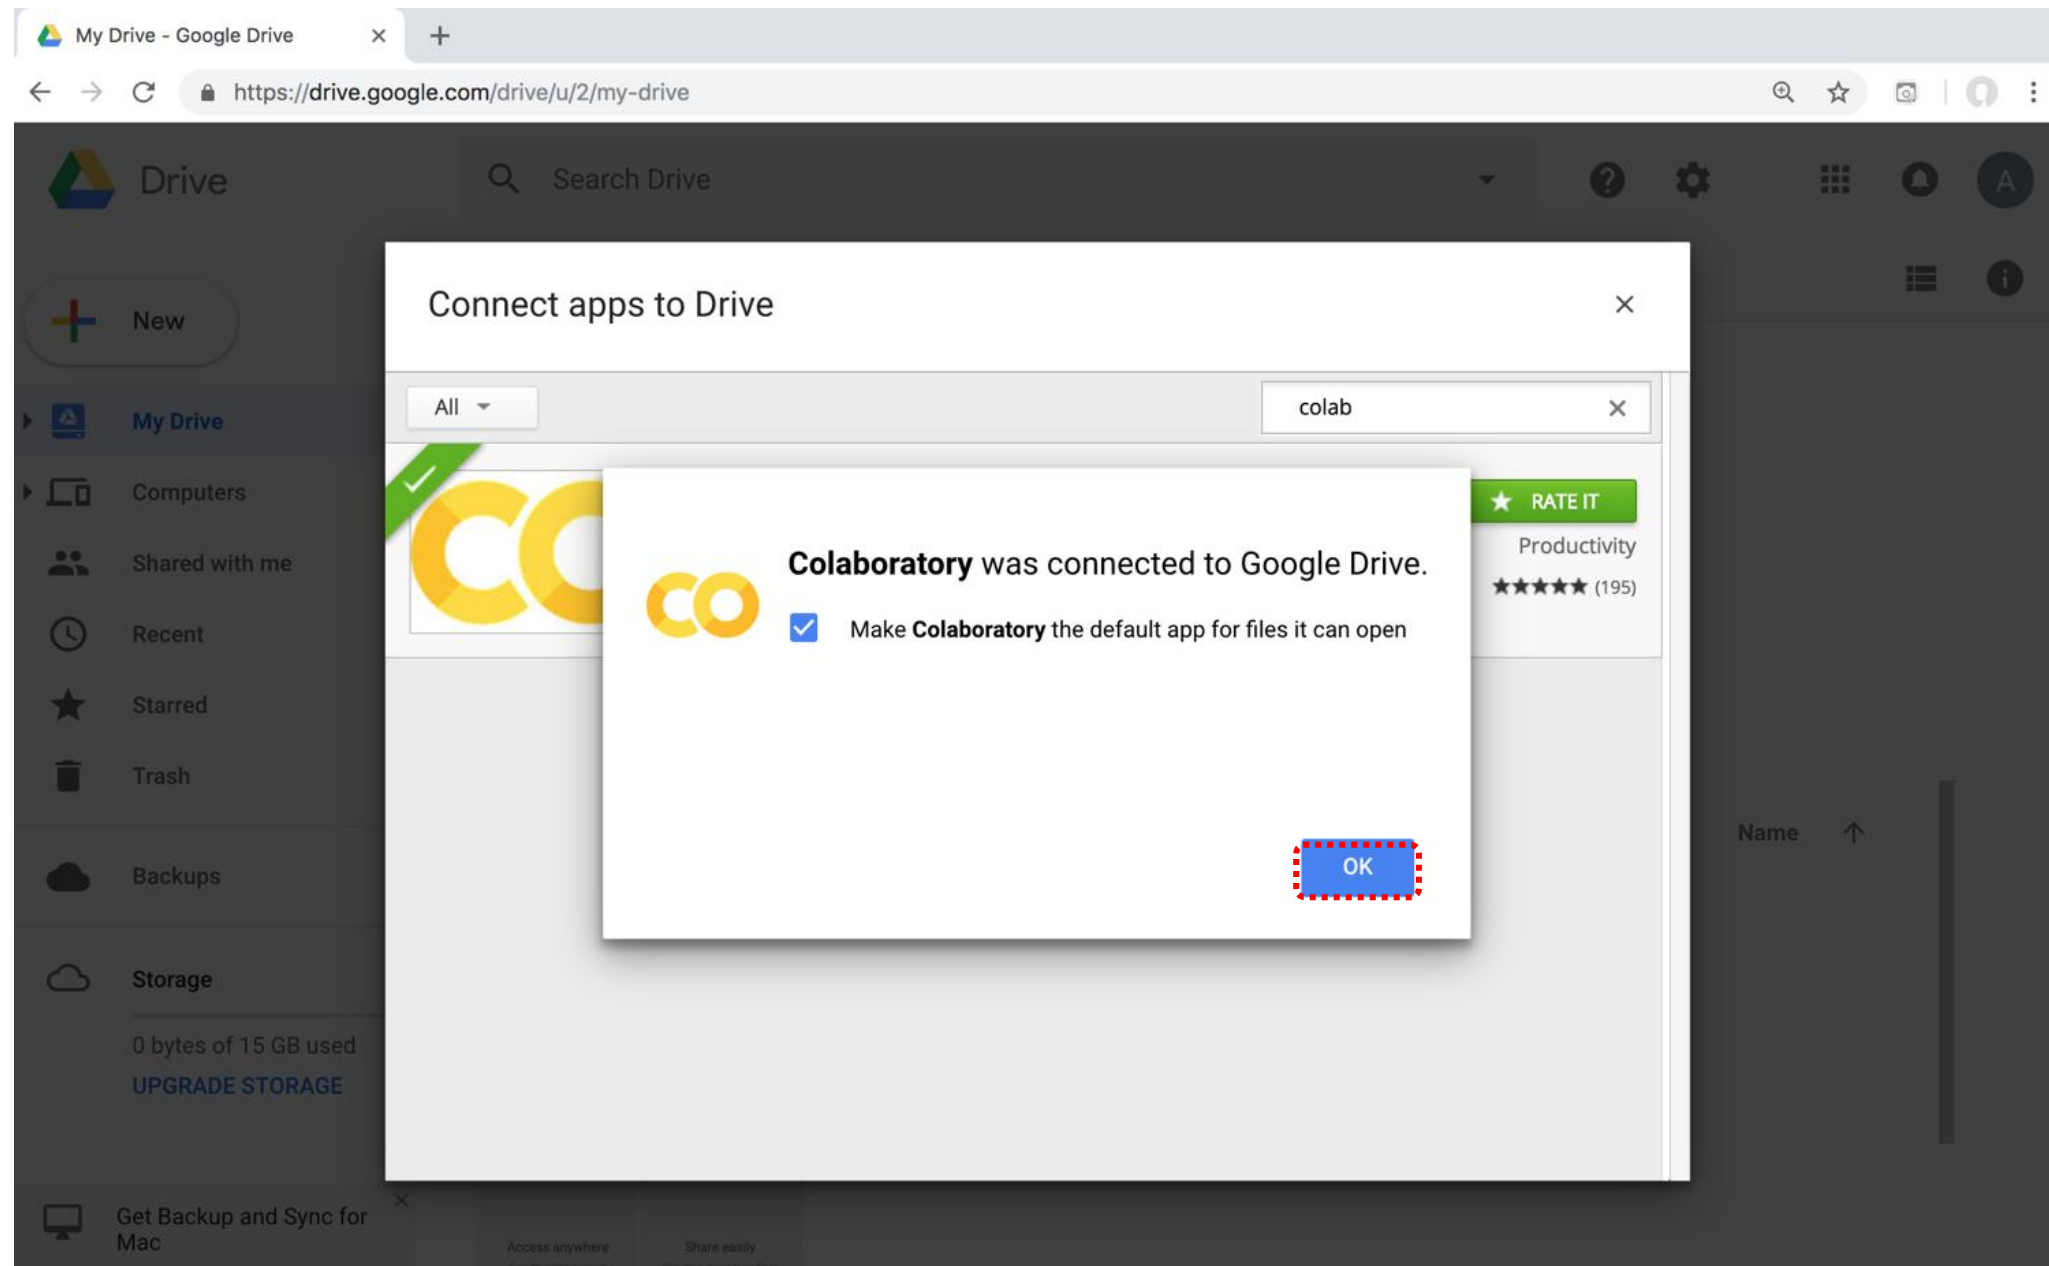 My Drive - Google Drive
https://drive.google.com/drive/u/2/my-drive
Drive
Search Drive
A
Connect apps to Drive
New
All
colab
My Drive
Computers
Shared with me
Recent
Starred
Trash
Backups
Storage
0 bytes of 15 GB used
UPGRADE STORAGE
RATE IT
Productivity
(195)
Colaboratory was connected to Google Drive.
Make Colaboratory the default app for files it can open
OK
Name
Get Backup and Sync for
Mac
Access anywhere
Share easily